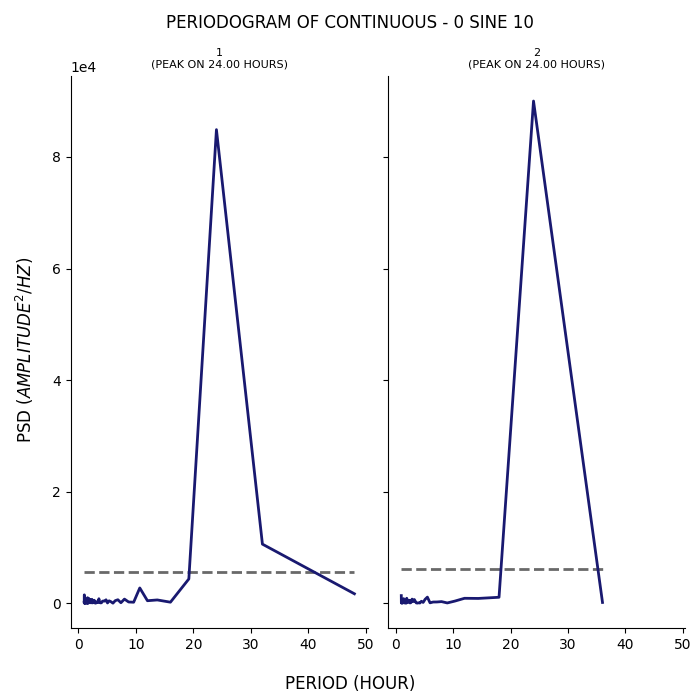 PERIODOGRAM OF CONTINUOUS - 0 SINE 10
1
(PEAK ON 24.00 HOURS)
2
(PEAK ON 24.00 HOURS)
1e4
8
6
4
2
0
PSD (AMPLITUDE²/HZ)
0 10 20 30 40 50
0 10 20 30 40 50
PERIOD (HOUR)